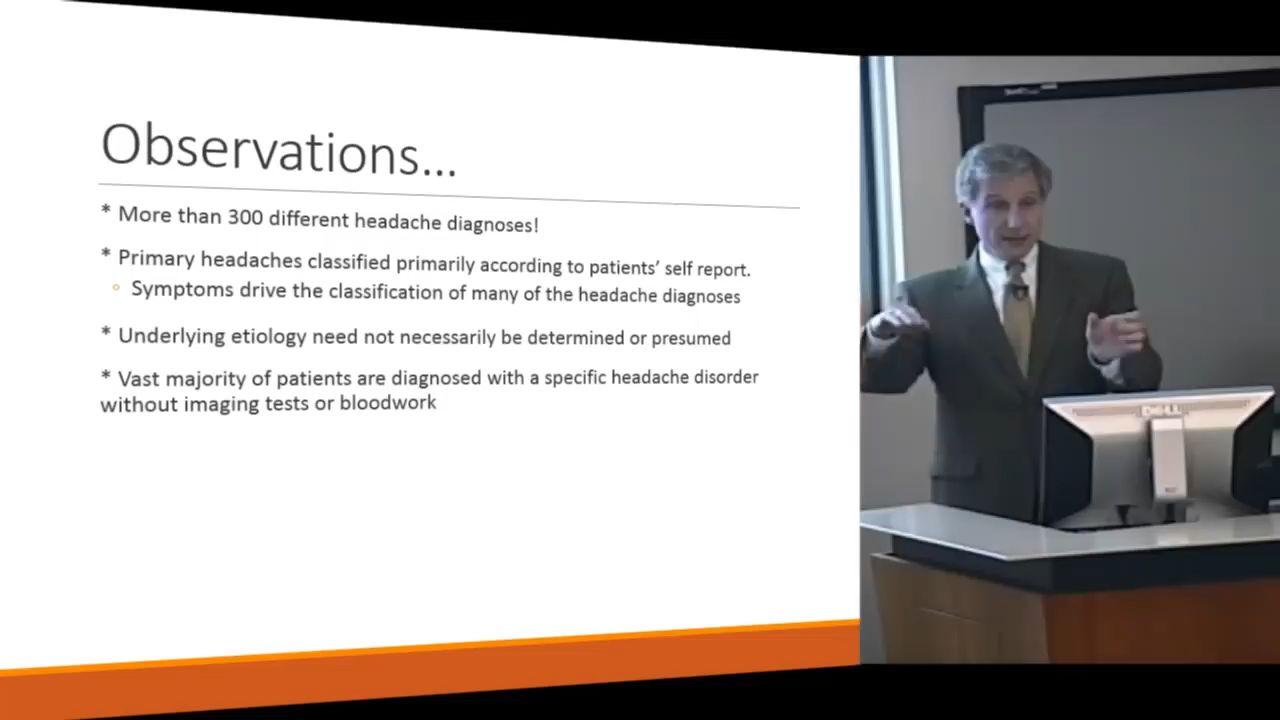 Observations...
* More than 300 different headache diagnoses!
* Primary headaches classified primarily according to patients' self report.
◦ Symptoms drive the classification of many of the headache diagnoses
* Underlying etiology need not necessarily be determined or presumed
* Vast majority of patients are diagnosed with a specific headache disorder
without imaging tests or bloodwork
DELL